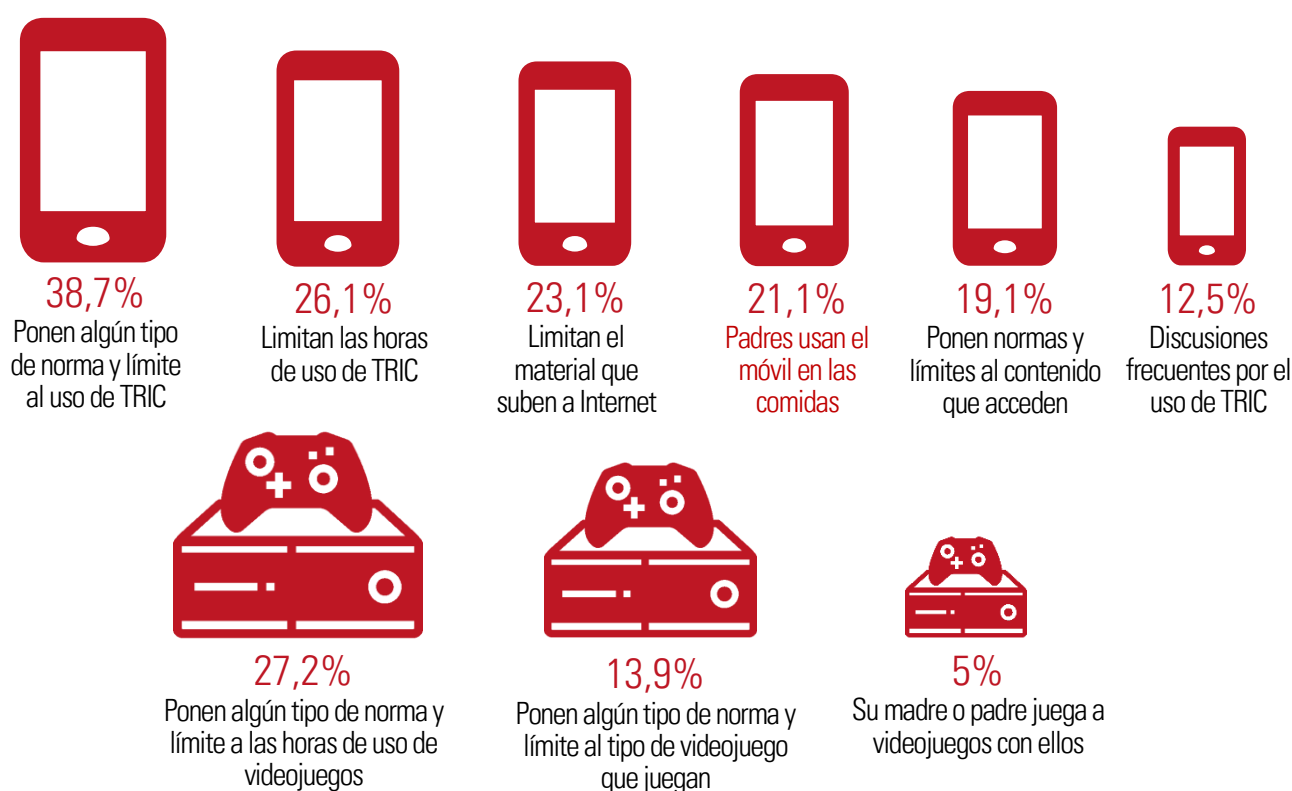 38,7%
Ponen algún tipo
de norma y límite
al uso de TRIC
26,1%
Limitan las horas
de uso de TRIC
23,1%
Limitan el
material que
suben a Internet
21,1%
Padres usan el
móvil en las
comidas
19,1%
Ponen normas y
límites al contenido
que acceden
12,5%
Discusiones
frecuentes por el
uso de TRIC
27,2%
Ponen algún tipo de norma y
límite a las horas de uso de
videojuegos
13,9%
Ponen algún tipo de norma y
límite al tipo de videojuego
que juegan
5%
Su madre o padre juega a
videojuegos con ellos